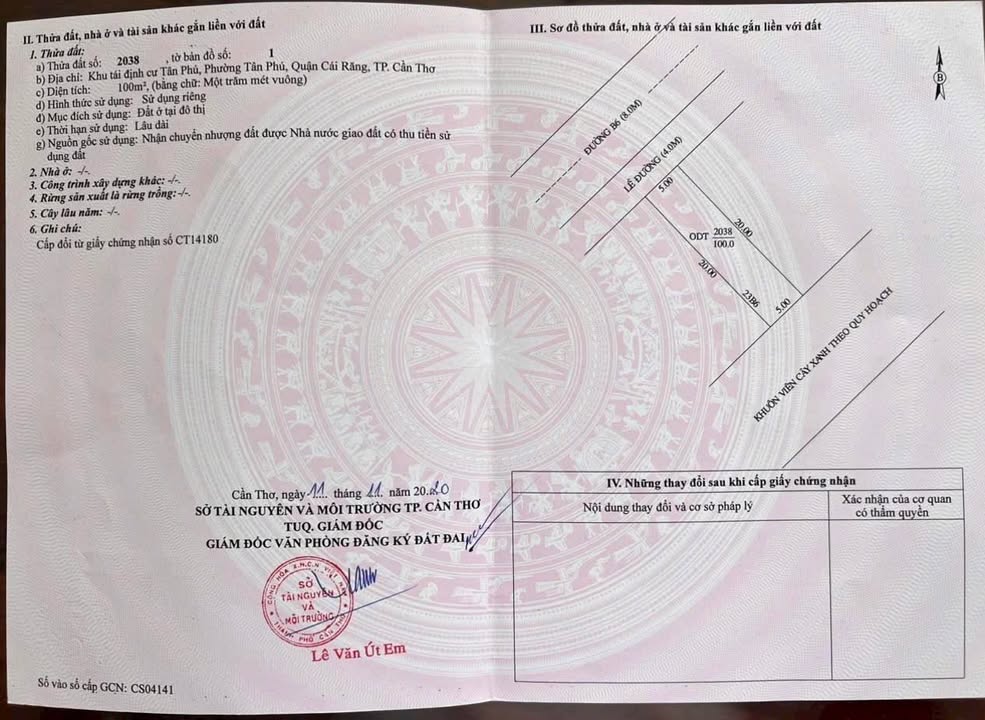 II. Thửa đất, nhà ở và tài sản khác gắn liền với đất
1. Thửa đất:
a) Thửa đất số: 2038 , tờ bản đồ số: 1
b) Địa chỉ: Khu tái định cư Tân Phú, Phường Tân Phú, Quận Cái Răng, TP. Cần Thơ
c) Diện tích: 100m², (bằng chữ: Một trăm mét vuông)
d) Hình thức sử dụng: Sử dụng riêng
đ) Mục đích sử dụng: Đất ở tại đô thị
e) Thời hạn sử dụng: Lâu dài
g) Nguồn gốc sử dụng: Nhận chuyển nhượng đất được Nhà nước giao đất có thu tiền sử
dụng đất
2. Nhà ở: -/-.
3. Công trình xây dựng khác: -/-.
4. Rừng sản xuất là rừng trồng: -/-.
5. Cây lâu năm: -/-.
6. Ghi chú:
Cấp đổi từ giấy chứng nhận số CT14180
Cần Thơ, ngày 11 tháng 11 năm 2020
SỞ TÀI NGUYÊN VÀ MÔI TRƯỜNG TP. CẦN THƠ
TUQ. GIÁM ĐỐC
GIÁM ĐỐC VĂN PHÒNG ĐĂNG KÝ ĐẤT ĐAI
CỘNG HÒA X.H.C.N VIỆT NAM
SỞ
TÀI NGUYÊN
VÀ
MÔI TRƯỜNG
THÀNH PHỐ CẦN THƠ
Lê Văn Út Em
Số vào sổ cấp GCN: CS04141
III. Sơ đồ thửa đất, nhà ở và tài sản khác gắn liền với đất
B
ĐƯỜNG B6 (8.0M)
LỀ ĐƯỜNG (4.0M)
5.00
20.00
ODT 2038
100.0
20.00
23B6
5.00
KHUÔN VIÊN CÂY XANH THEO QUY HOẠCH
IV. Những thay đổi sau khi cấp giấy chứng nhận
Nội dung thay đổi và cơ sở pháp lý
Xác nhận của cơ quan
có thẩm quyền